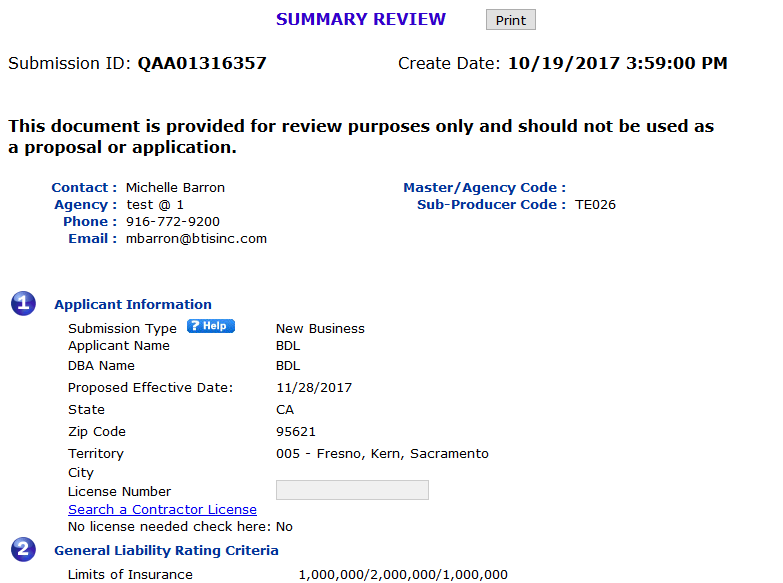 SUMMARY REVIEW Print
Submission ID: QAA01316357 Create Date: 10/19/2017 3:59:00 PM
This document is provided for review purposes only and should not be used as
a proposal or application.
Contact : Michelle Barron Master/Agency Code :
Agency : test @ 1 Sub-Producer Code : TE026
Phone : 916-772-9200
Email : mbarron@btisinc.com
1 Applicant Information
Submission Type ? Help New Business
Applicant Name BDL
DBA Name BDL
Proposed Effective Date: 11/28/2017
State CA
Zip Code 95621
Territory 005 - Fresno, Kern, Sacramento
City
License Number
Search a Contractor License
No license needed check here: No
2 General Liability Rating Criteria
Limits of Insurance 1,000,000/2,000,000/1,000,000